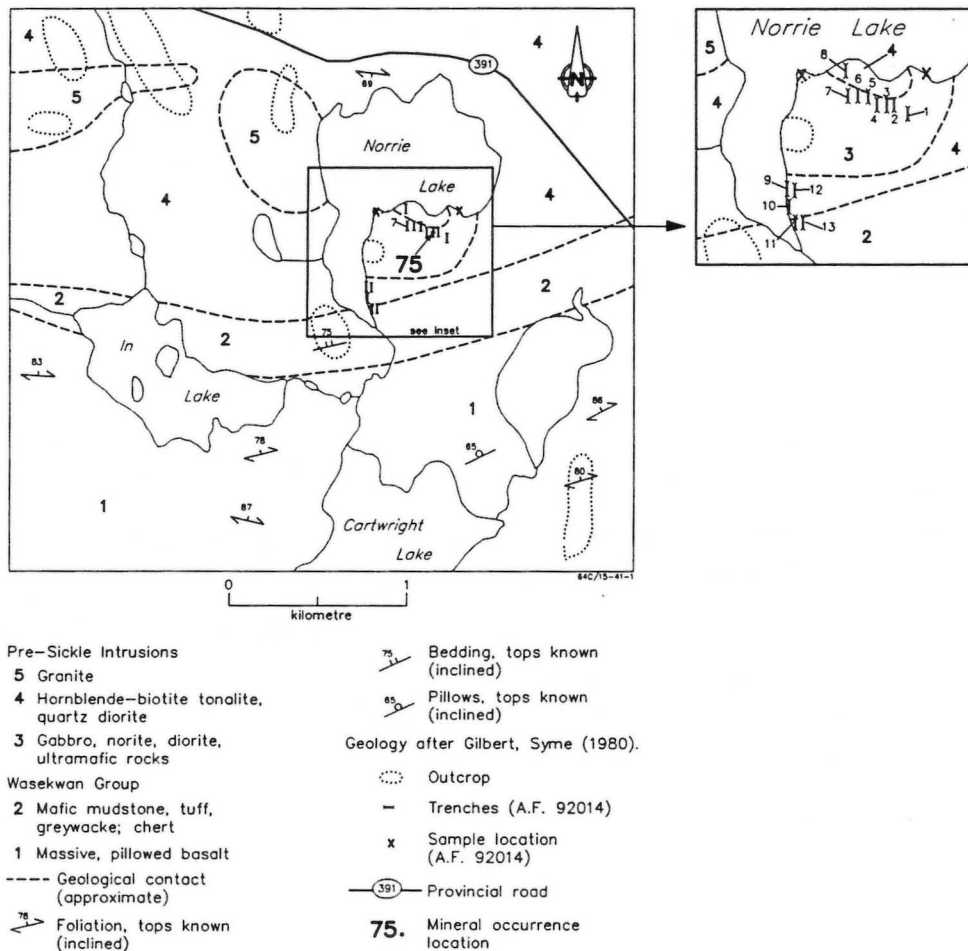 4
4
391
N
69
5
5
Norrie
Lake
4
4
7
75
2
2
2
see Inset
75
In
Lake
83
78
1
86
65
80
87
1
Cartwright
Lake
64C/15-41-1
0
1
kilometre
Norrie Lake
5
8
4
6
5
7
3
4
2
1
4
3
4
9
12
10
11
13
2
Pre-Sickle Intrusions
5 Granite
4 Hornblende-biotite tonalite,
quartz diorite
3 Gabbro, norite, diorite,
ultramafic rocks
Wasekwan Group
2 Mafic mudstone, tuff,
greywacke; chert
1 Massive, pillowed basalt
Geological contact
(approximate)
78 Foliation, tops known
(inclined)
75 Bedding, tops known
(inclined)
65 Pillows, tops known
(inclined)
Geology after Gilbert, Syme (1980).
Outcrop
Trenches (A.F. 92014)
x Sample location
(A.F. 92014)
391 Provincial road
75. Mineral occurrence
location